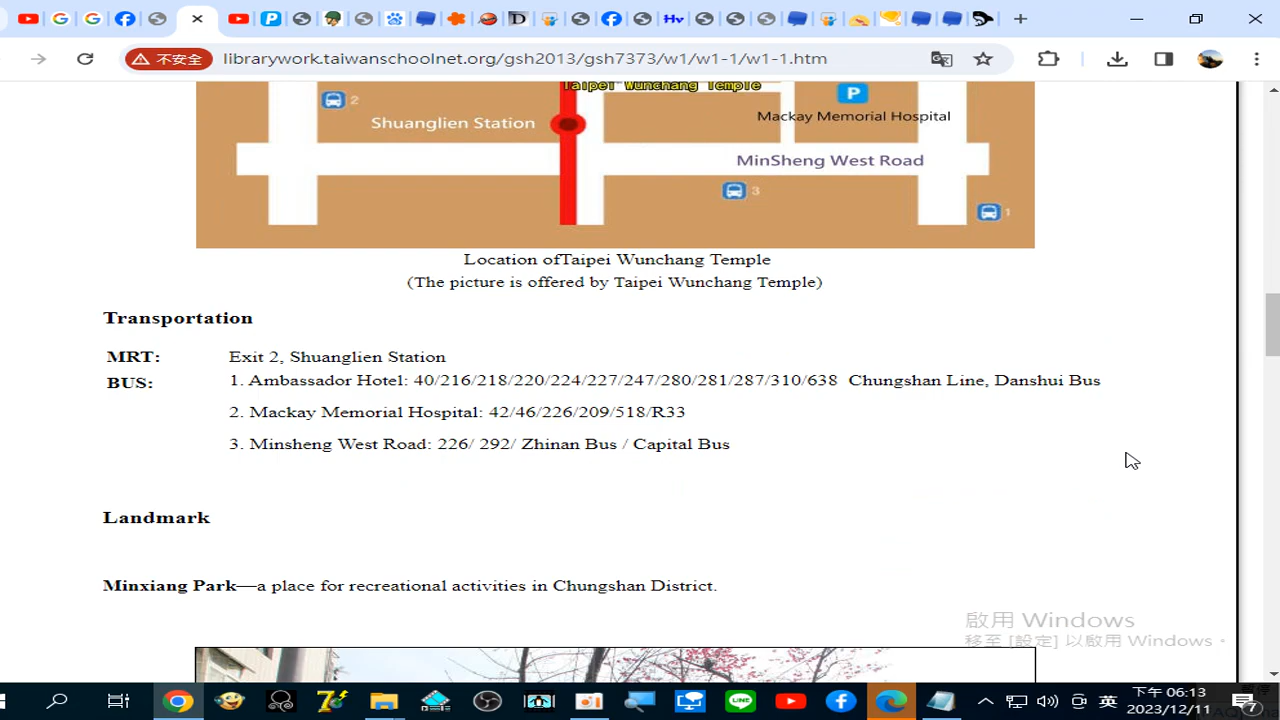 不安全 librarywork.taiwanschoolnet.org/gsh2013/gsh7373/w1/w1-1/w1-1.htm
Taipei Wunchang Temple
2
Shuanglien Station
P
Mackay Memorial Hospital
MinSheng West Road
3
1
Location ofTaipei Wunchang Temple
(The picture is offered by Taipei Wunchang Temple)
Transportation
MRT: Exit 2, Shuanglien Station
BUS: 1. Ambassador Hotel: 40/216/218/220/224/227/247/280/281/287/310/638 Chungshan Line, Danshui Bus
2. Mackay Memorial Hospital: 42/46/226/209/518/R33
3. Minsheng West Road: 226/ 292/ Zhinan Bus / Capital Bus
Landmark
Minxiang Park—a place for recreational activities in Chungshan District.
啟用 Windows
移至 [設定] 以啟用 Windows。
英 下午 06:13
2023/12/11
7